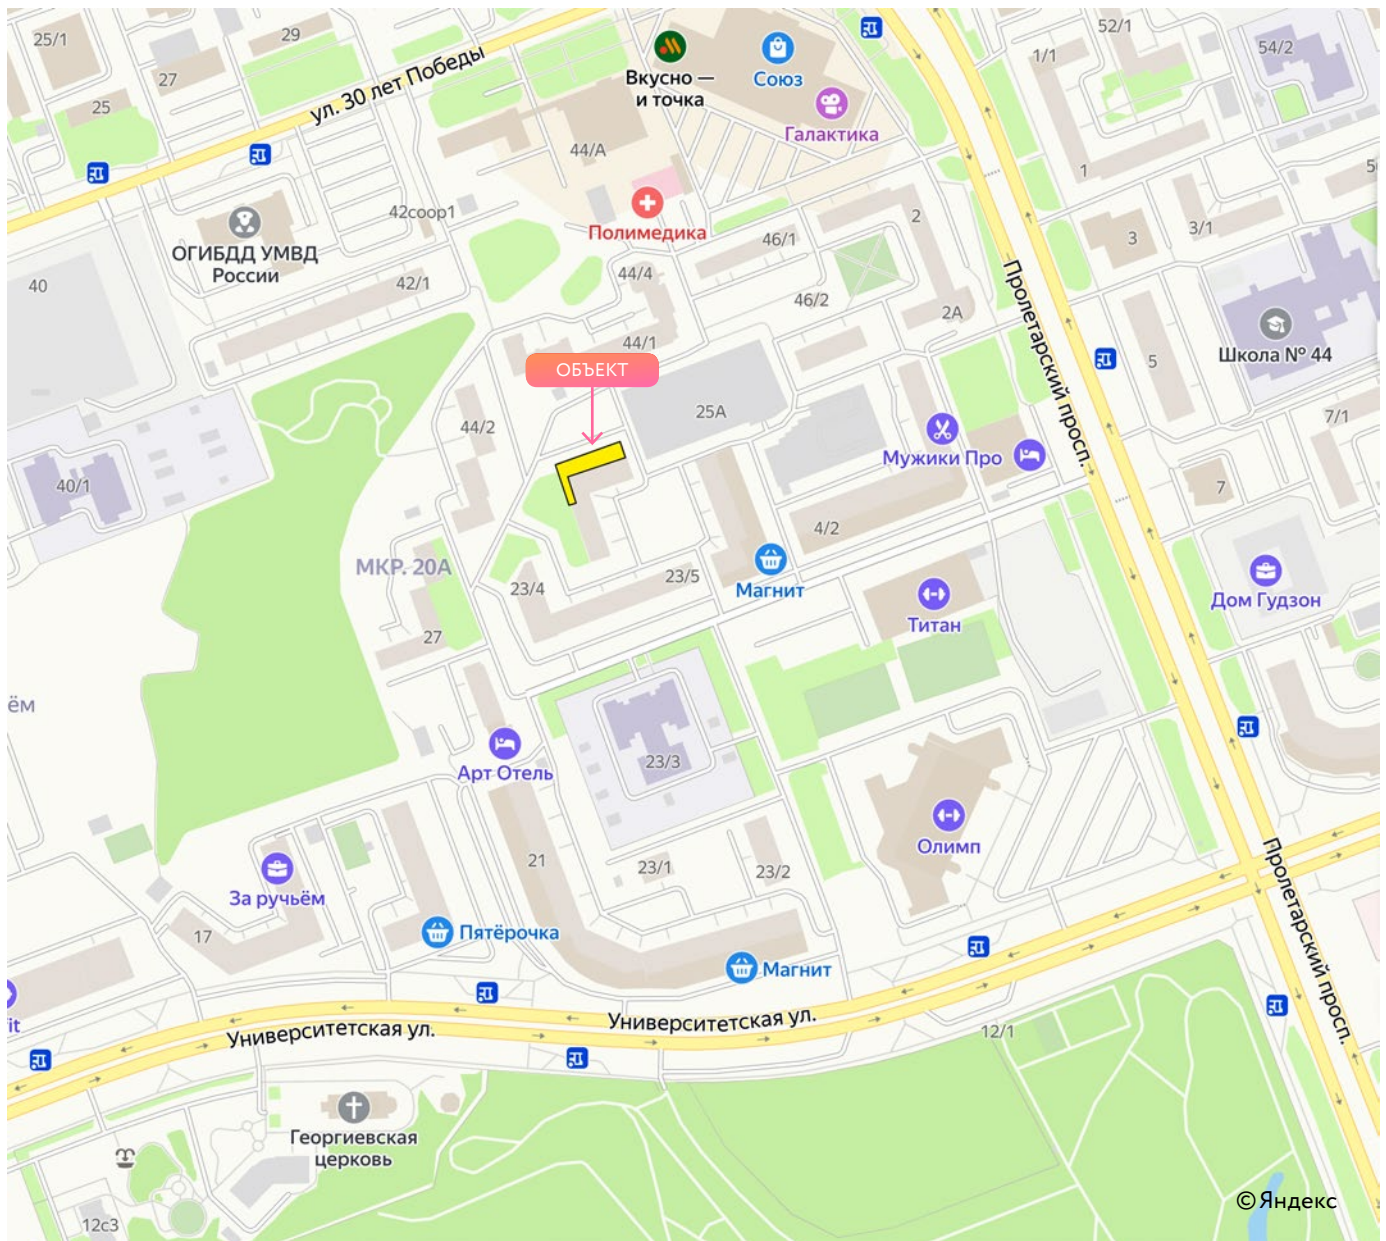 25/1
29
27
25
ул. 30 лет Победы
Вкусно —
и точка
Союз
Галактика
52/1
1/1
54/2
44/А
1
42соор1
Полимедика
46/1
2
3
3/1
ОГИБДД УМВД
России
40
42/1
44/4
46/2
2А
Пролетарский просп.
Школа № 44
44/1
5
ОБЪЕКТ
25А
7/1
44/2
Мужики Про
40/1
7
4/2
МКР. 20А
23/4
23/5
Магнит
Титан
Дом Гудзон
27
ём
Арт Отель
23/3
Олимп
Пролетарский просп.
21
23/1
23/2
За ручьём
17
Пятёрочка
Магнит
it
Университетская ул.
Университетская ул.
12/1
Георгиевская
церковь
12с3
© Яндекс